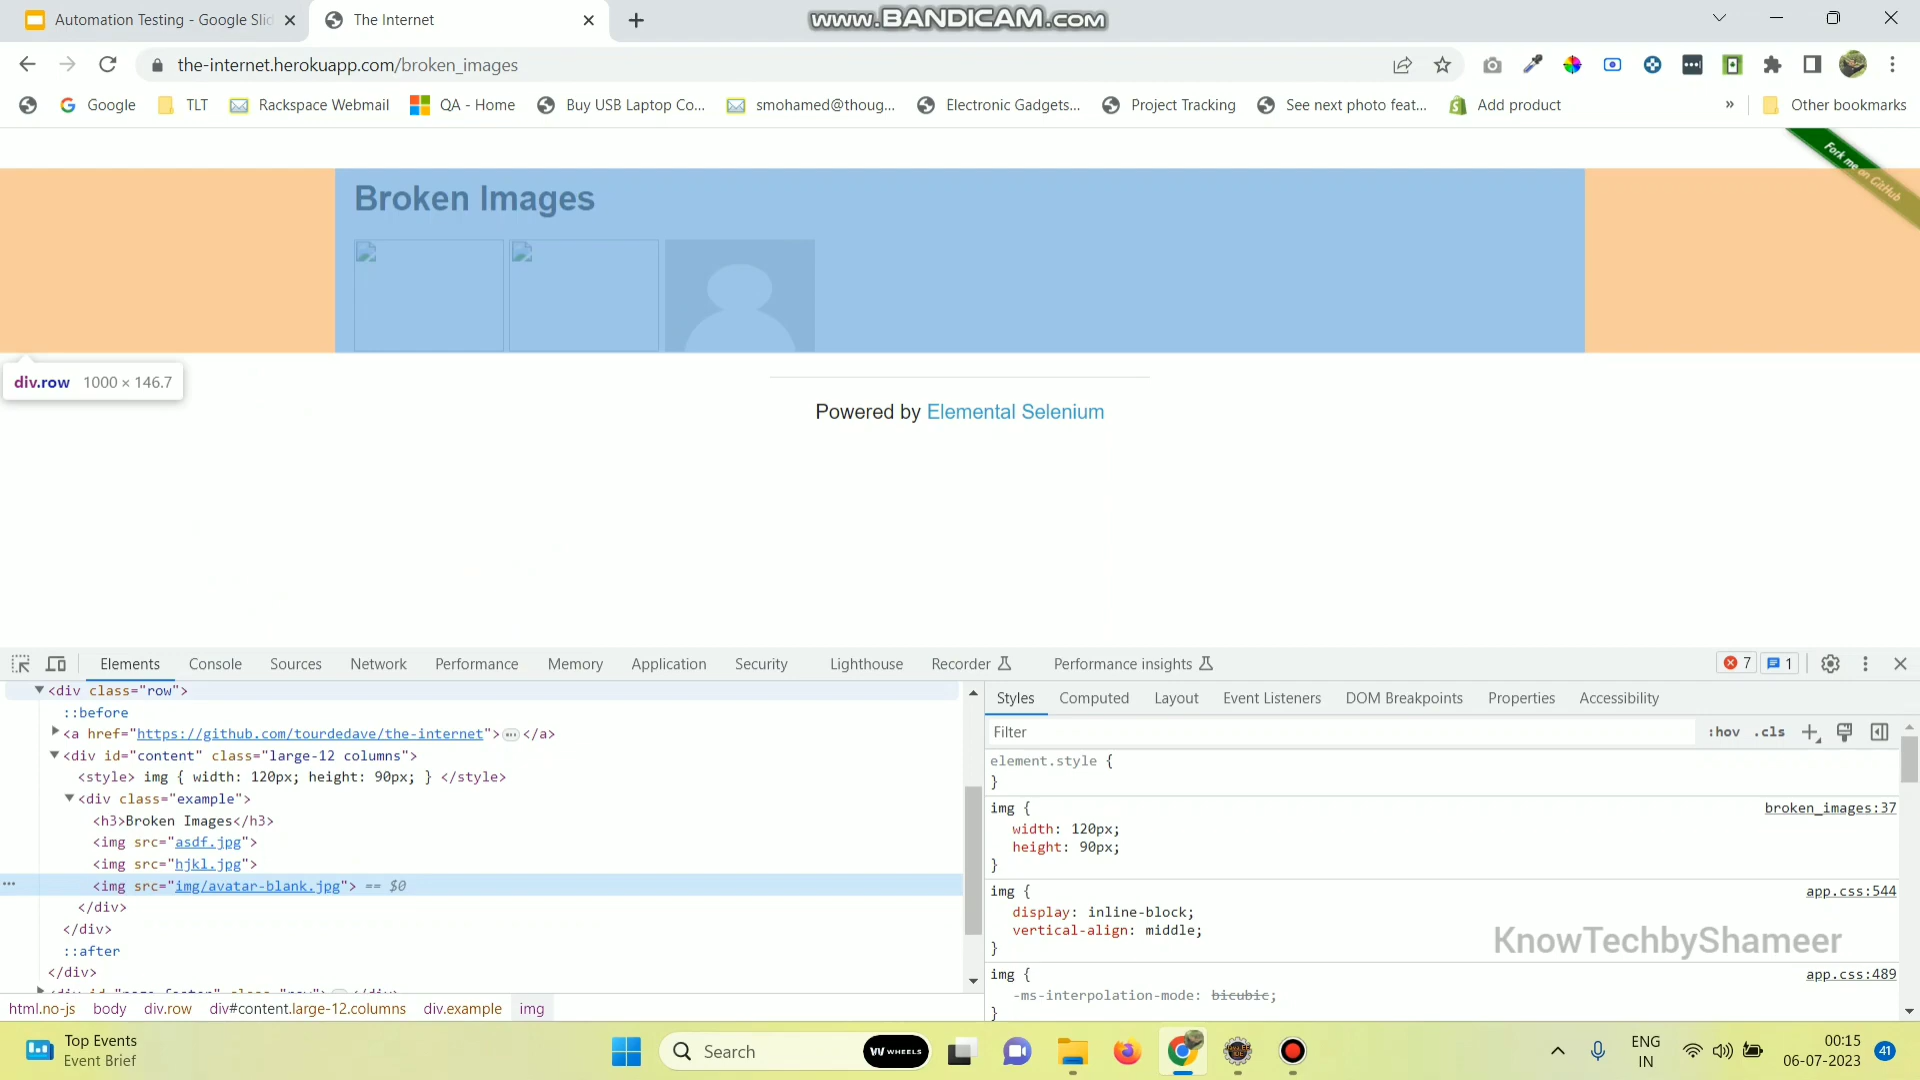 Automation Testing - Google Slid
The Internet
www.BANDICAM.com
the-internet.herokuapp.com/broken_images
Google
TLT
Rackspace Webmail
QA - Home
Buy USB Laptop Co...
smohamed@thoug...
Electronic Gadgets...
Project Tracking
See next photo feat...
Add product
»
Other bookmarks
Fork me on GitHub
Broken Images
div.row 1000 × 146.7
Powered by Elemental Selenium
Elements
Console
Sources
Network
Performance
Memory
Application
Security
Lighthouse
Recorder
Performance insights
7
1
<div class="row">
::before
<a href="https://github.com/tourdedave/the-internet">…</a>
<div id="content" class="large-12 columns">
<style> img { width: 120px; height: 90px; } </style>
<div class="example">
<h3>Broken Images</h3>
<img src="asdf.jpg">
<img src="hjkl.jpg">
<img src="img/avatar-blank.jpg"> == $0
</div>
</div>
::after
</div>
html.no-js body div.row div#content.large-12.columns div.example img
Styles
Computed
Layout
Event Listeners
DOM Breakpoints
Properties
Accessibility
Filter
:hov .cls
element.style {
}
img {
broken_images:37
width: 120px;
height: 90px;
}
img {
app.css:544
display: inline-block;
vertical-align: middle;
}
KnowTechbyShameer
img {
app.css:489
-ms-interpolation-mode: bicubic;
}
Top Events
Event Brief
Search
WHEELS
ENG
IN
00:15
06-07-2023
41